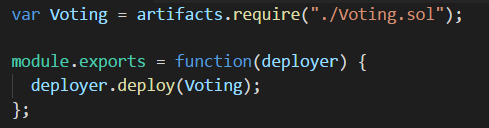 var Voting = artifacts.require("./Voting.sol");
module.exports = function(deployer) {
deployer.deploy(Voting);
};